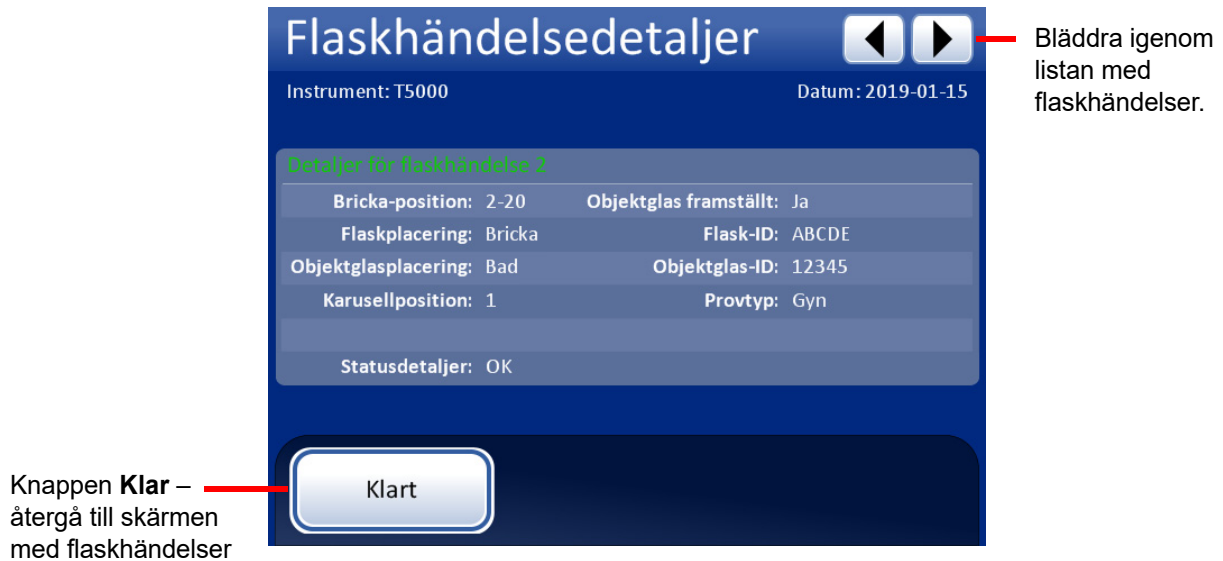 Flaskhändelsedetaljer
Bläddra igenom
listan med
flaskhändelser.
Instrument: T5000 Datum: 2019-01-15
Detaljer för flaskhändelse 2
Bricka-position: 2-20 Objektglas framställt: Ja
Flaskplacering: Bricka Flask-ID: ABCDE
Objektglasplacering: Bad Objektglas-ID: 12345
Karusellposition: 1 Provtyp: Gyn
Statusdetaljer: OK
Klart
Knappen Klar –
återgå till skärmen
med flaskhändelser